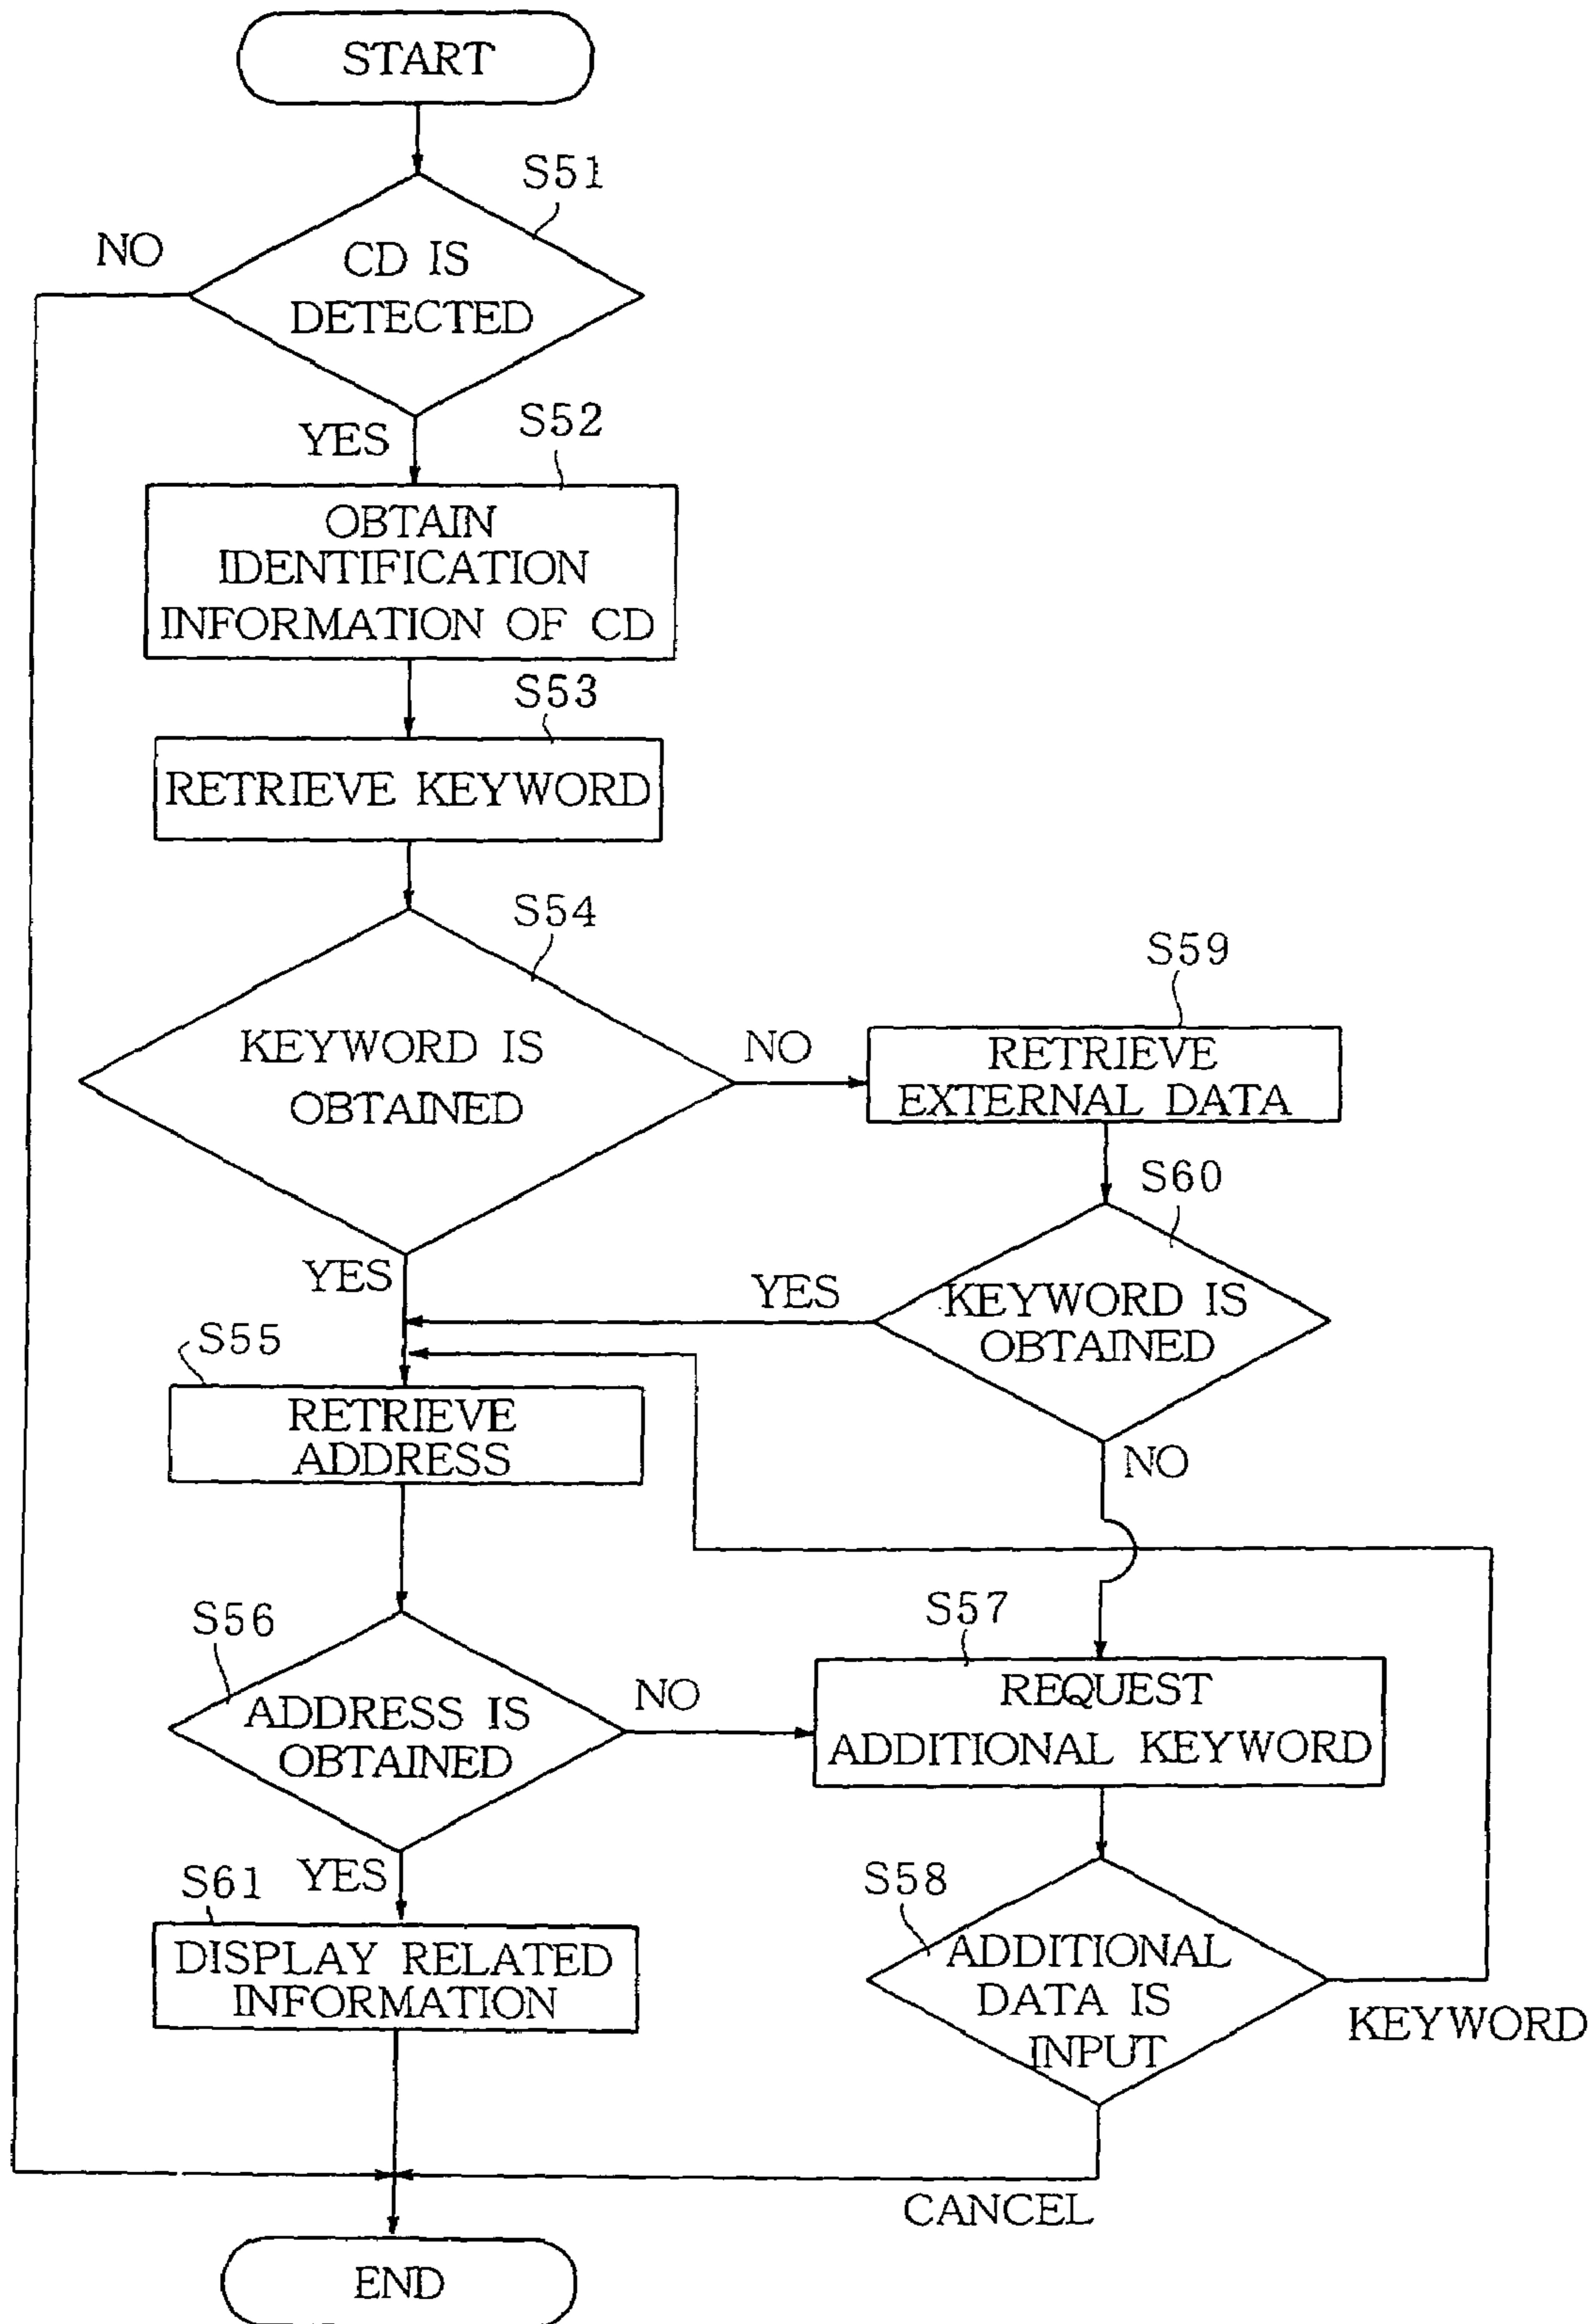 START
S51
NO
CD IS
DETECTED
YES
S52
OBTAIN
IDENTIFICATION
INFORMATION OF CD
S53
RETRIEVE KEYWORD
S54
KEYWORD IS
OBTAINED
NO
S59
RETRIEVE
EXTERNAL DATA
S60
KEYWORD IS
OBTAINED
YES
YES
NO
S55
RETRIEVE
ADDRESS
S56
ADDRESS IS
OBTAINED
NO
S57
REQUEST
ADDITIONAL KEYWORD
YES
S58
ADDITIONAL
DATA IS
INPUT
KEYWORD
S61
DISPLAY RELATED
INFORMATION
CANCEL
END